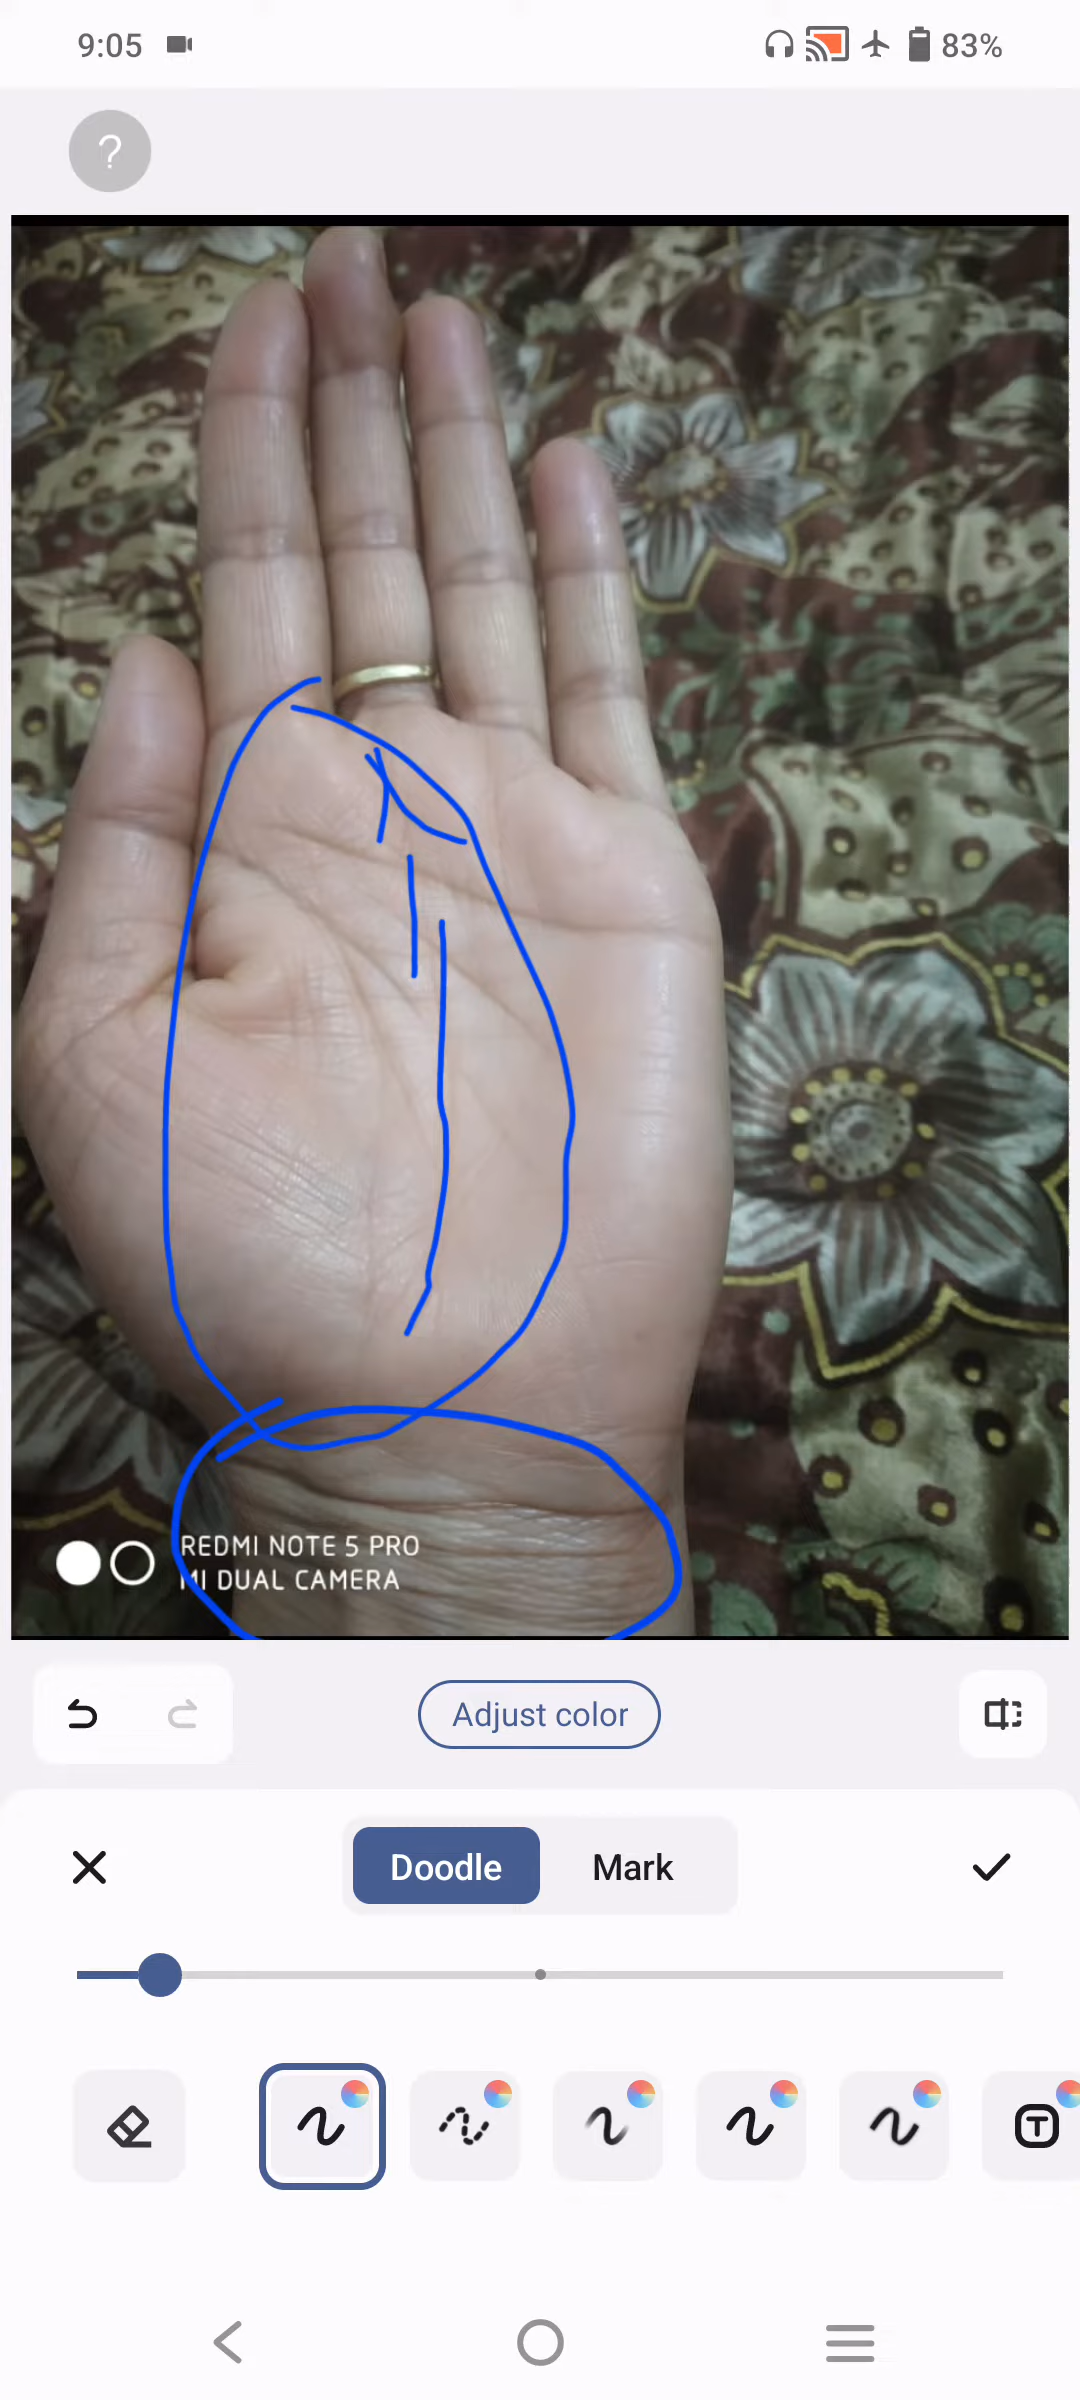 9:05
83%
?
REDMI NOTE 5 PRO
MI DUAL CAMERA
Adjust color
Doodle
Mark
T